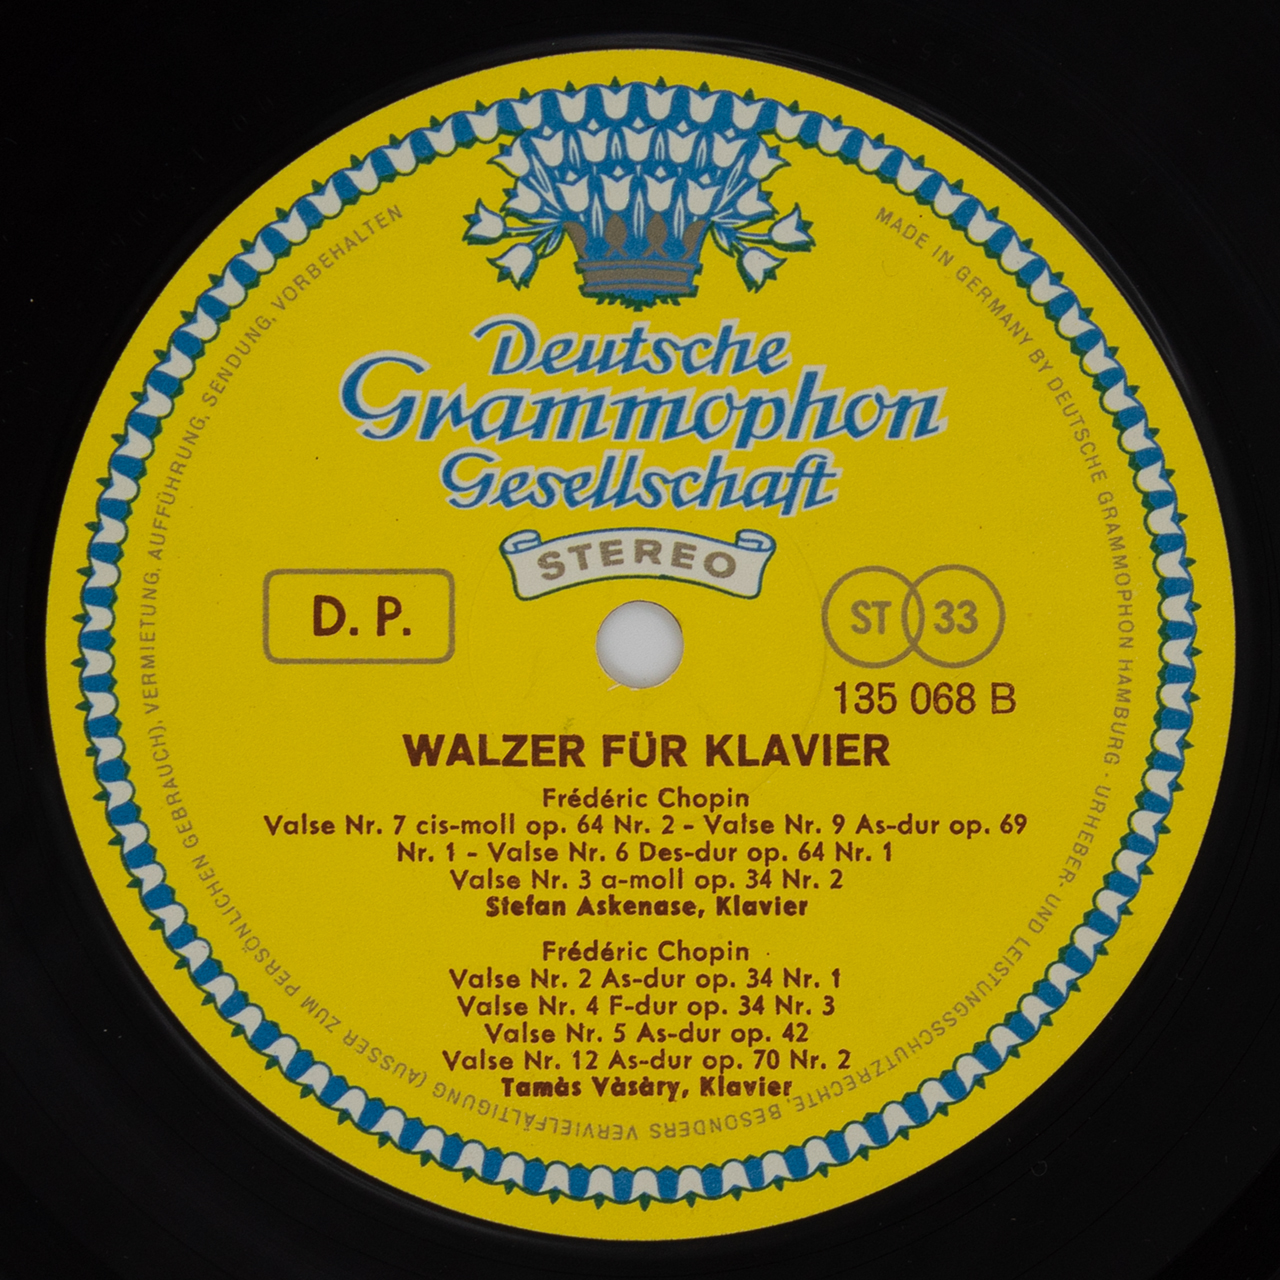 Deutsche
Grammophon
Gesellschaft
STEREO
D. P.
ST 33
135 068 B
WALZER FÜR KLAVIER
Frédéric Chopin
Valse Nr. 7 cis-moll op. 64 Nr. 2 - Valse Nr. 9 As-dur op. 69
Nr. 1 - Valse Nr. 6 Des-dur op. 64 Nr. 1
Valse Nr. 3 a-moll op. 34 Nr. 2
Stefan Askenase, Klavier
Frédéric Chopin
Valse Nr. 2 As-dur op. 34 Nr. 1
Valse Nr. 4 F-dur op. 34 Nr. 3
Valse Nr. 5 As-dur op. 42
Valse Nr. 12 As-dur op. 70 Nr. 2
Tamàs Vàsàry, Klavier
MADE IN GERMANY BY DEUTSCHE GRAMMOPHON HAMBURG - URHEBER- UND LEISTUNGSSCHUTZRECHTE, BESONDERS VERVIELFÄLTIGUNG (AUSSER ZUM PERSÖNLICHEN GEBRAUCH), VERMIETUNG, AUFFÜHRUNG, SENDUNG, VORBEHALTEN